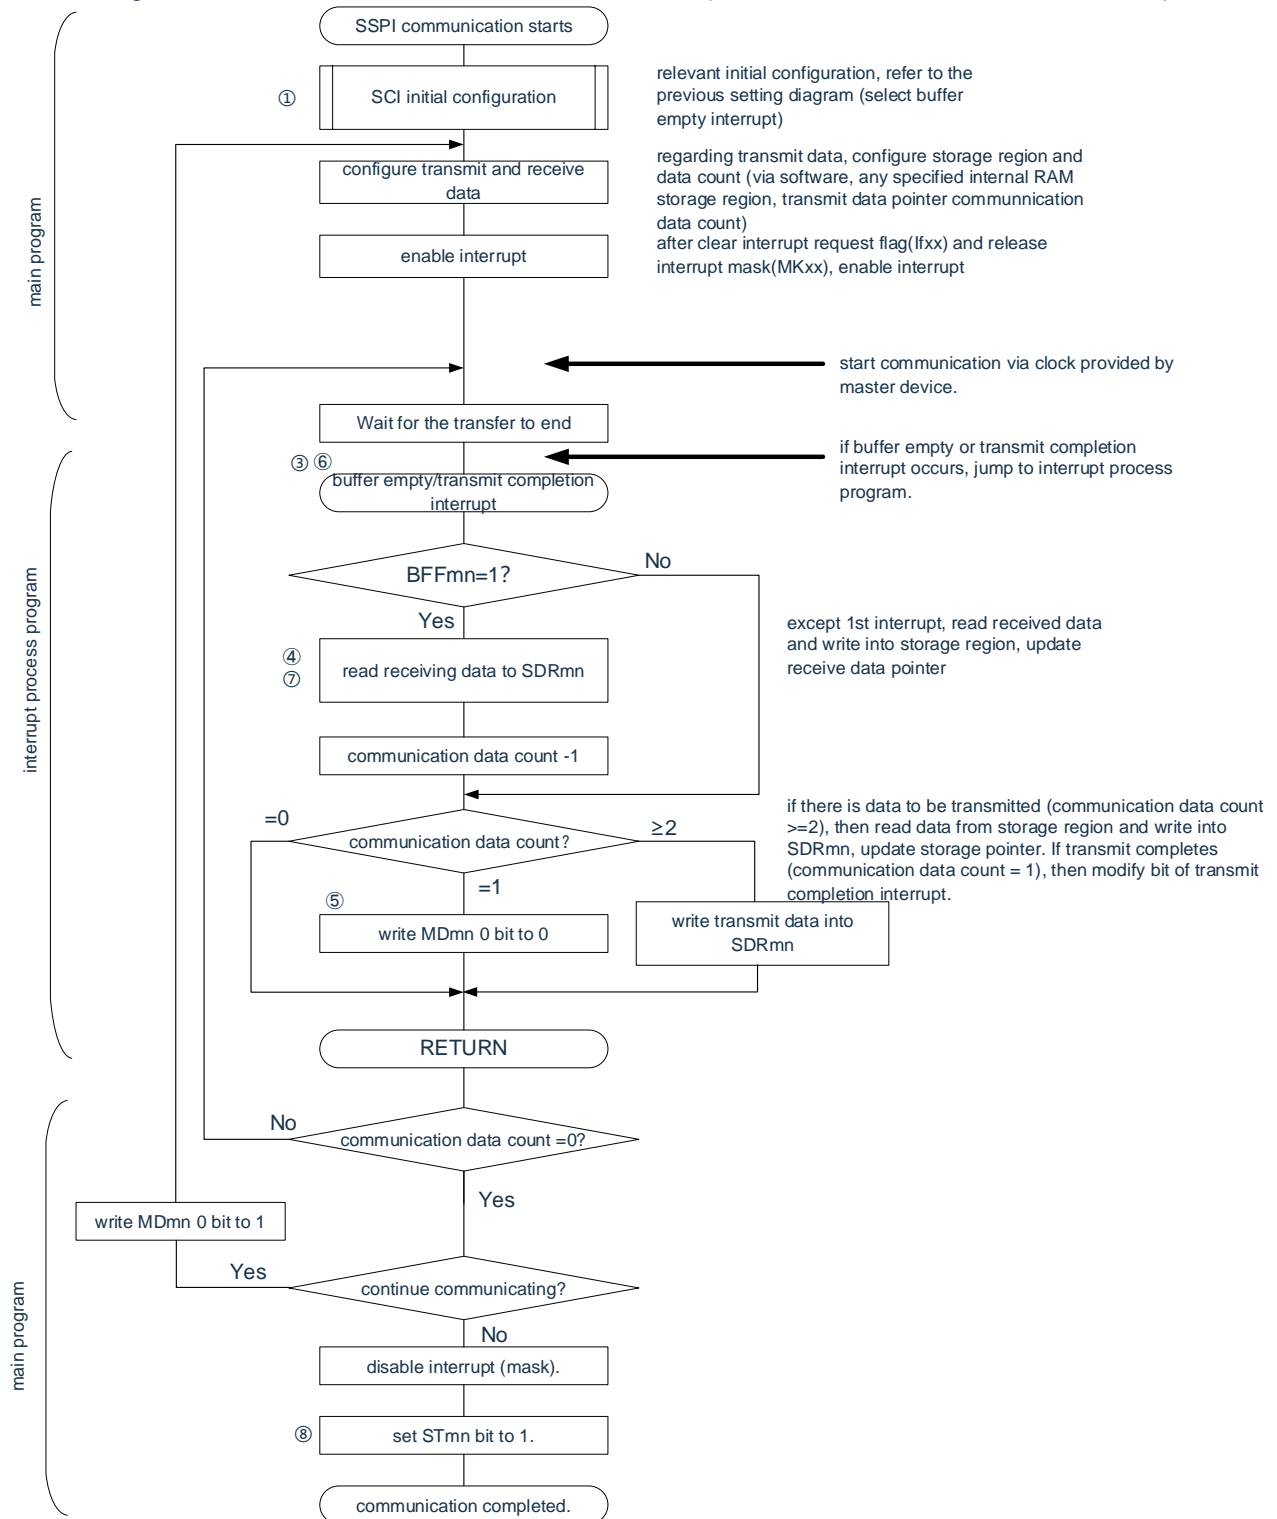 SSPI communication starts
①
SCI initial configuration
relevant initial configuration, refer to the
previous setting diagram (select buffer
empty interrupt)
configure transmit and receive
data
regarding transmit data, configure storage region and
data count (via software, any specified internal RAM
storage region, transmit data pointer communnication
data count)
main program
enable interrupt
after clear interrupt request flag(Ifxx) and release
interrupt mask(MKxx), enable interrupt
start communication via clock provided by
master device.
Wait for the transfer to end
if buffer empty or transmit completion
interrupt occurs, jump to interrupt process
program.
③ ⑥
buffer empty/transmit completion
interrupt
BFFmn=1?
No
Yes
interrupt process program
except 1st interrupt, read received data
and write into storage region, update
receive data pointer
④
⑦
read receiving data to SDRmn
communication data count -1
=0
communication data count?
≥2
=1
if there is data to be transmitted (communication data count
>=2), then read data from storage region and write into
SDRmn, update storage pointer. If transmit completes
(communication data count = 1), then modify bit of transmit
completion interrupt.
⑤
write MDmn 0 bit to 0
write transmit data into
SDRmn
RETURN
No
communication data count =0?
Yes
write MDmn 0 bit to 1
Yes
continue communicating?
No
main program
disable interrupt (mask).
⑧
set STmn bit to 1.
communication completed.